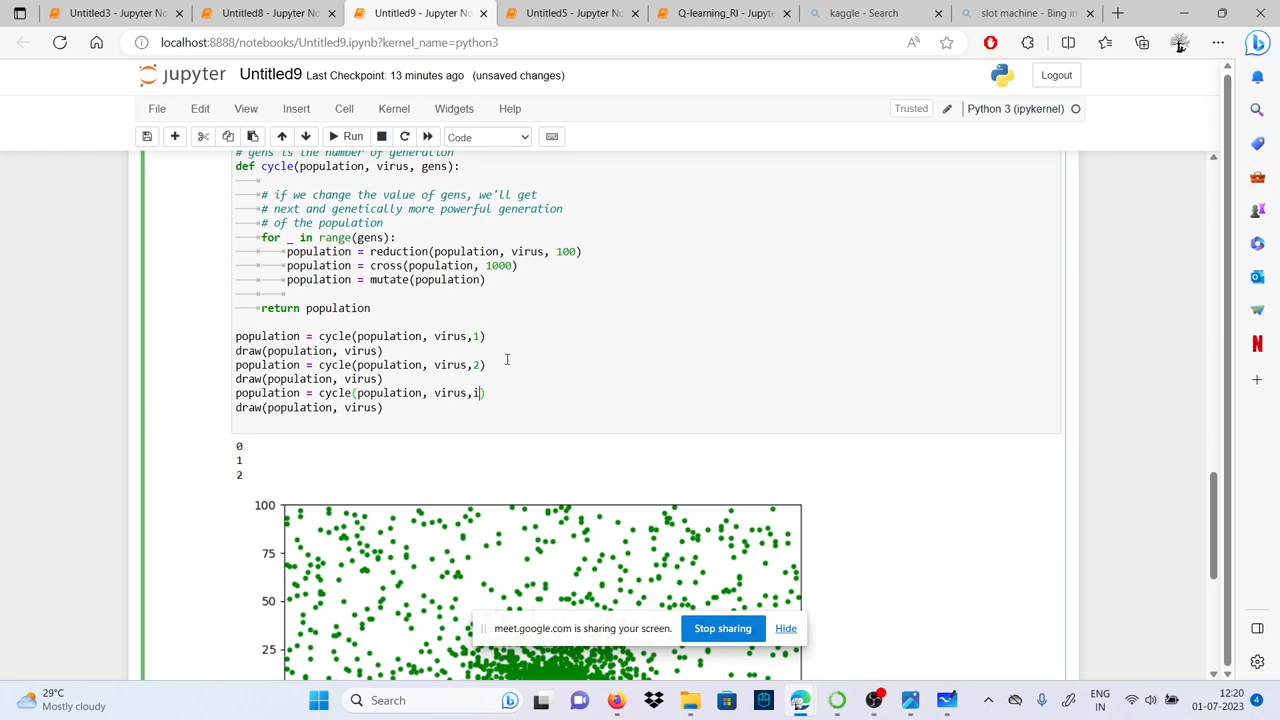 Untitled3 - Jupyter Notebook
Untitled8 - Jupyter Notebook
Untitled9 - Jupyter Notebook
Untitled5 - Jupyter Notebook
Q-learning_RI - Jupyter
kaggle - Search
slot machine - Bing
localhost:8888/notebooks/Untitled9.ipynb?kernel_name=python3
jupyter Untitled9 Last Checkpoint: 13 minutes ago (unsaved changes)
Logout
File Edit View Insert Cell Kernel Widgets Help
Trusted Python 3 (ipykernel)
Run Code
# gens is the number of generation
def cycle(population, virus, gens):
# if we change the value of gens, we'll get
# next and genetically more powerful generation
# of the population
for _ in range(gens):
population = reduction(population, virus, 100)
population = cross(population, 1000)
population = mutate(population)
return population
population = cycle(population, virus,1)
draw(population, virus)
population = cycle(population, virus,2)
draw(population, virus)
population = cycle(population, virus,i)
draw(population, virus)
0
1
2
100
75
50
25
meet.google.com is sharing your screen. Stop sharing Hide
29°C
Mostly cloudy
Search
ENG
IN
12:20
01-07-2023
4